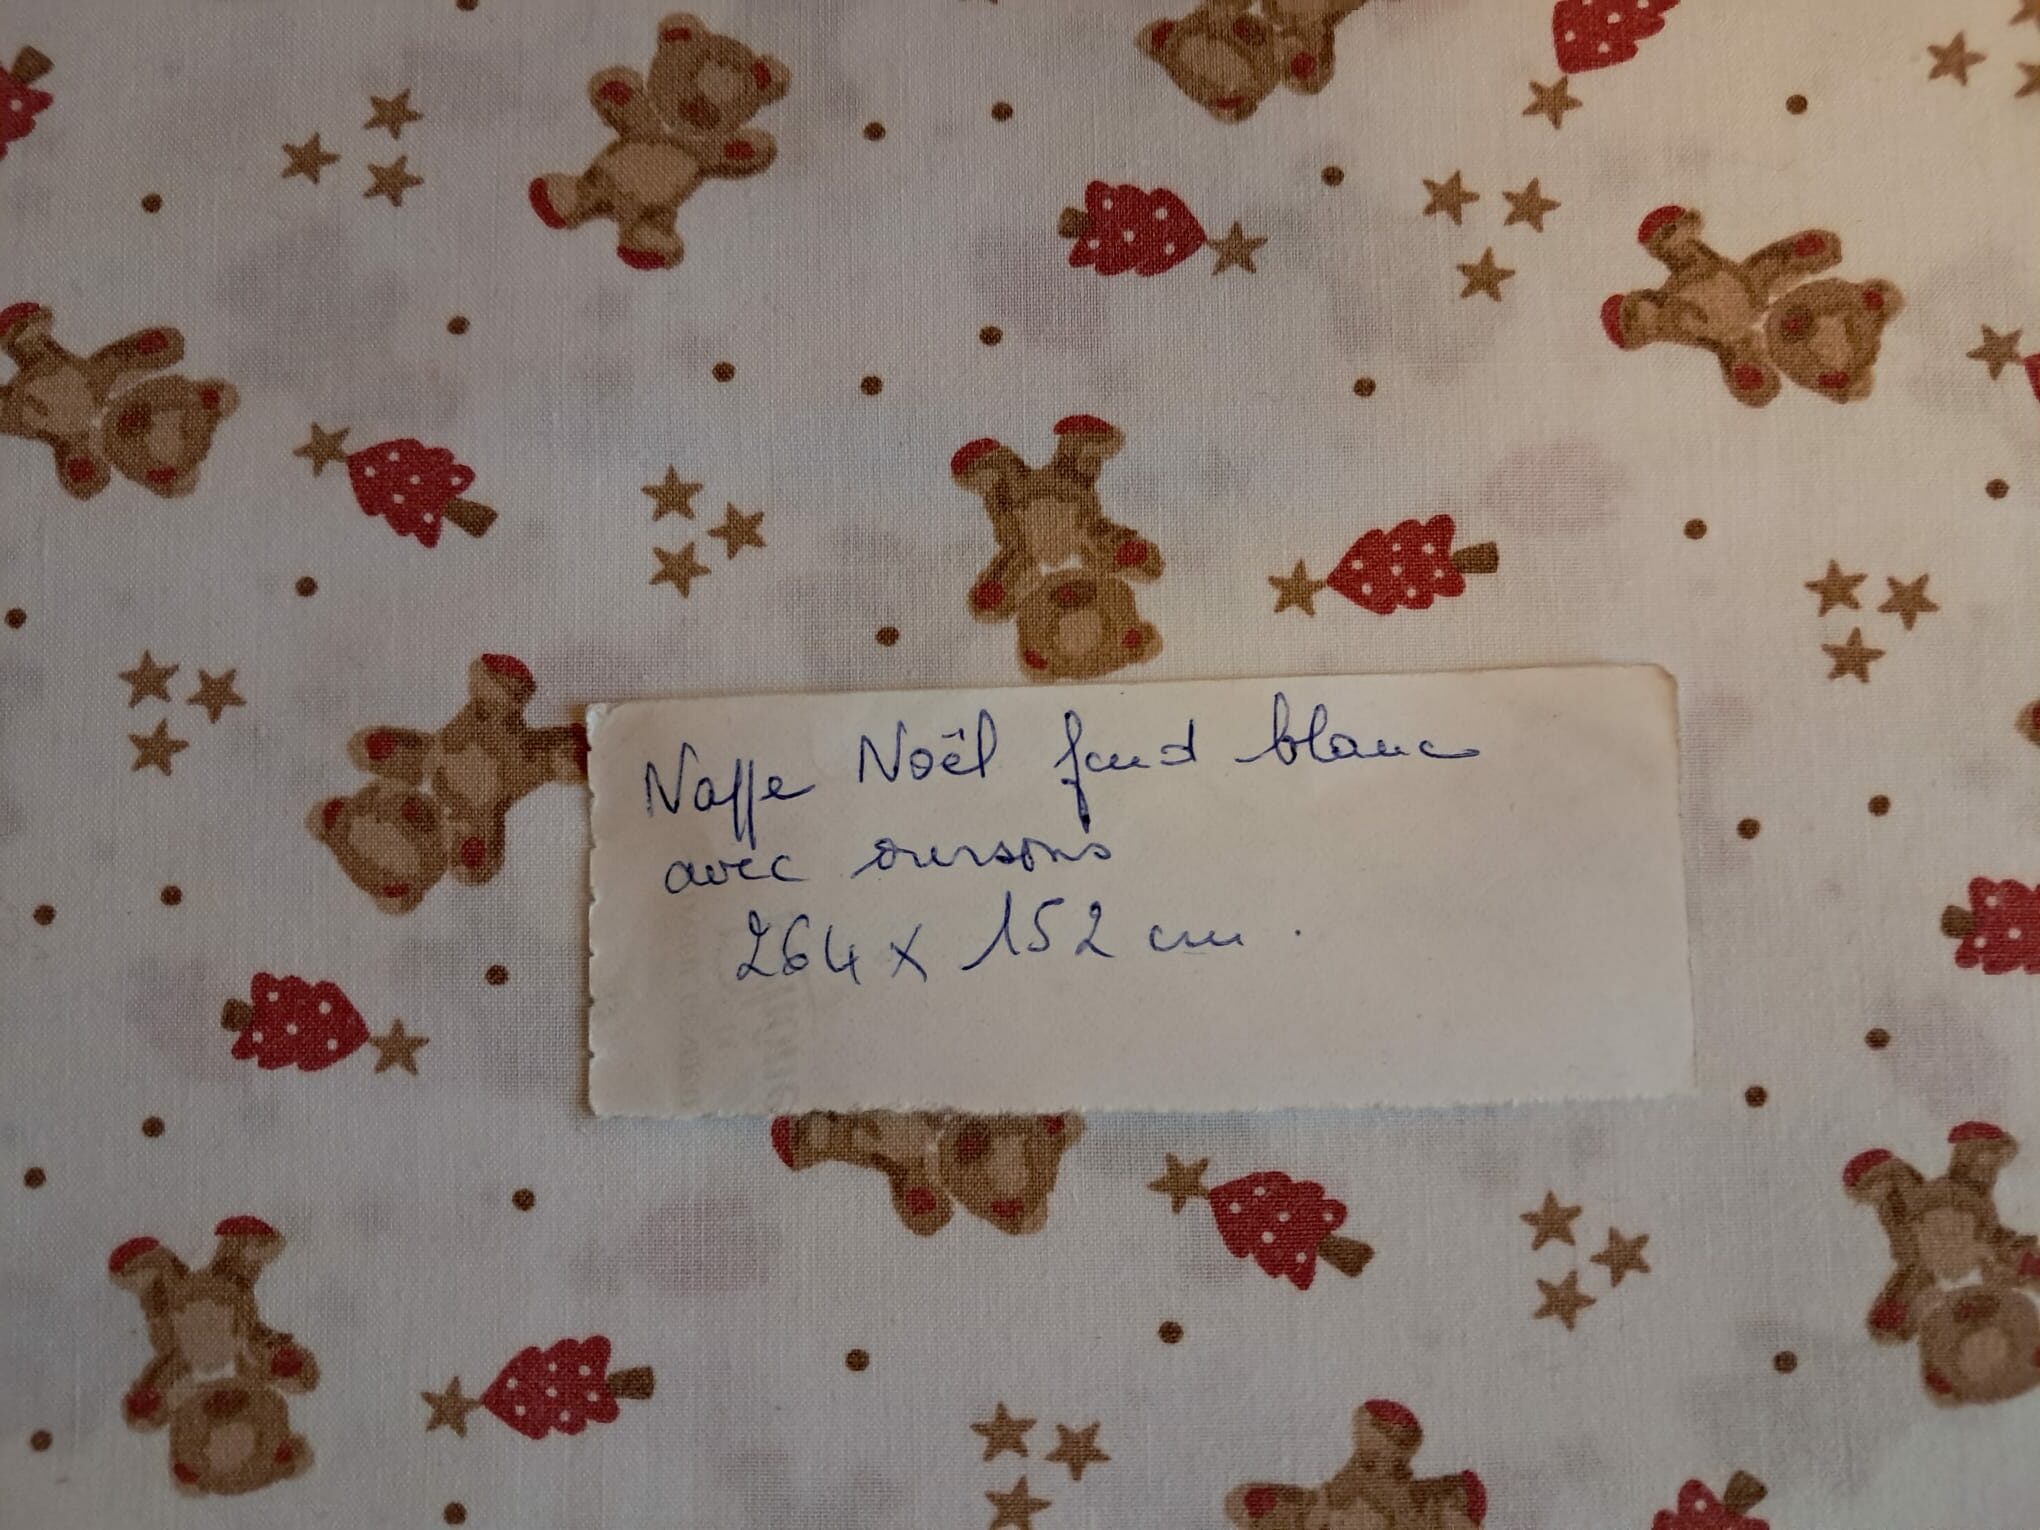 Nappe Noël fond blanc
avec oursons
264 x 152 cm.